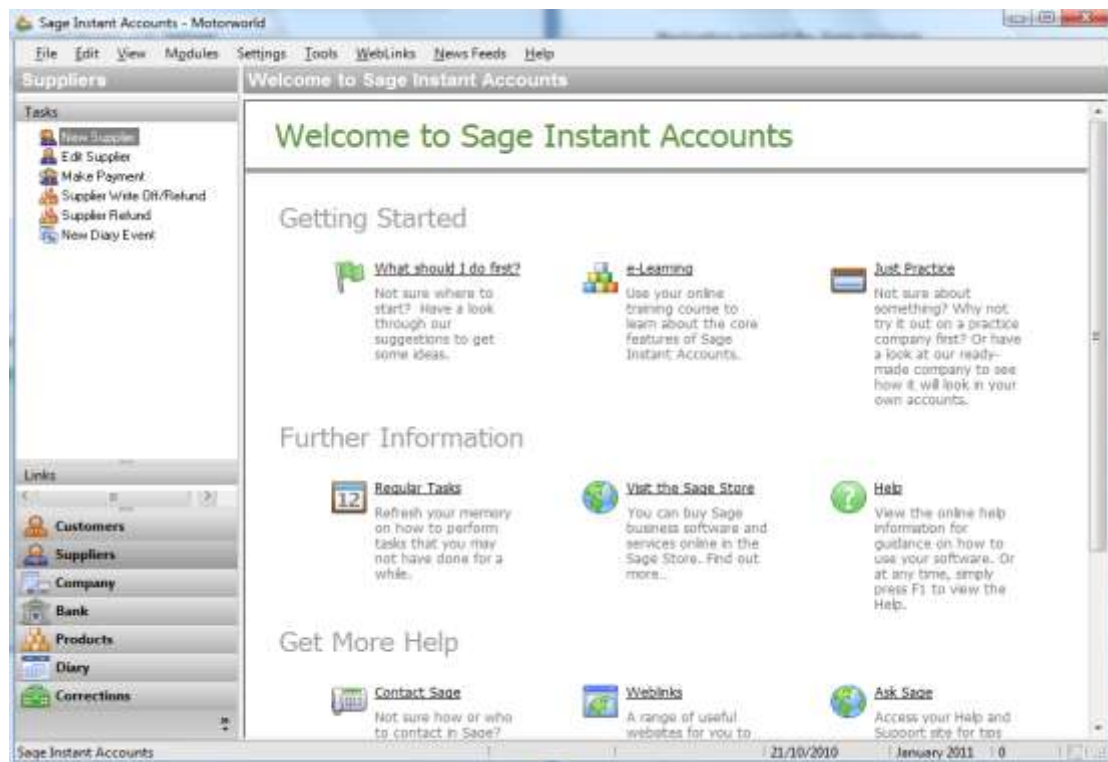 Sage Instant Accounts - Motorworld
File Edit View Modules Settings Tools WebLinks News Feeds Help
Suppliers
Welcome to Sage Instant Accounts
Tasks
New Supplier
Edit Supplier
Make Payment
Supplier Write Off/Refund
Supplier Refund
New Diary Event
Links
Customers
Suppliers
Company
Bank
Products
Diary
Corrections
Welcome to Sage Instant Accounts
Getting Started
What should I do first?
Not sure where to
start? Have a look
through our
suggestions to get
some ideas.
e-Learning
Use your online
training course to
learn about the core
features of Sage
Instant Accounts.
Just Practice
Not sure about
something? Why not
try it out on a practice
company first? Or have
a look at our ready-
made company to see
how it will look in your
own accounts.
Further Information
12
Regular Tasks
Refresh your memory
on how to perform
tasks that you may
not have done for a
while.
Visit the Sage Store
You can buy Sage
business software and
services online in the
Sage Store. Find out
more..
?
Help
View the online help
information for
guidance on how to
use your software. Or
at any time, simply
press F1 to view the
Help.
Get More Help
Contact Sage
Not sure how or who
to contact in Sage?
Weblinks
A range of useful
websites for you to
Ask Sage
Access your Help and
Support site for tips
Sage Instant Accounts
21/10/2010 January 2011 0